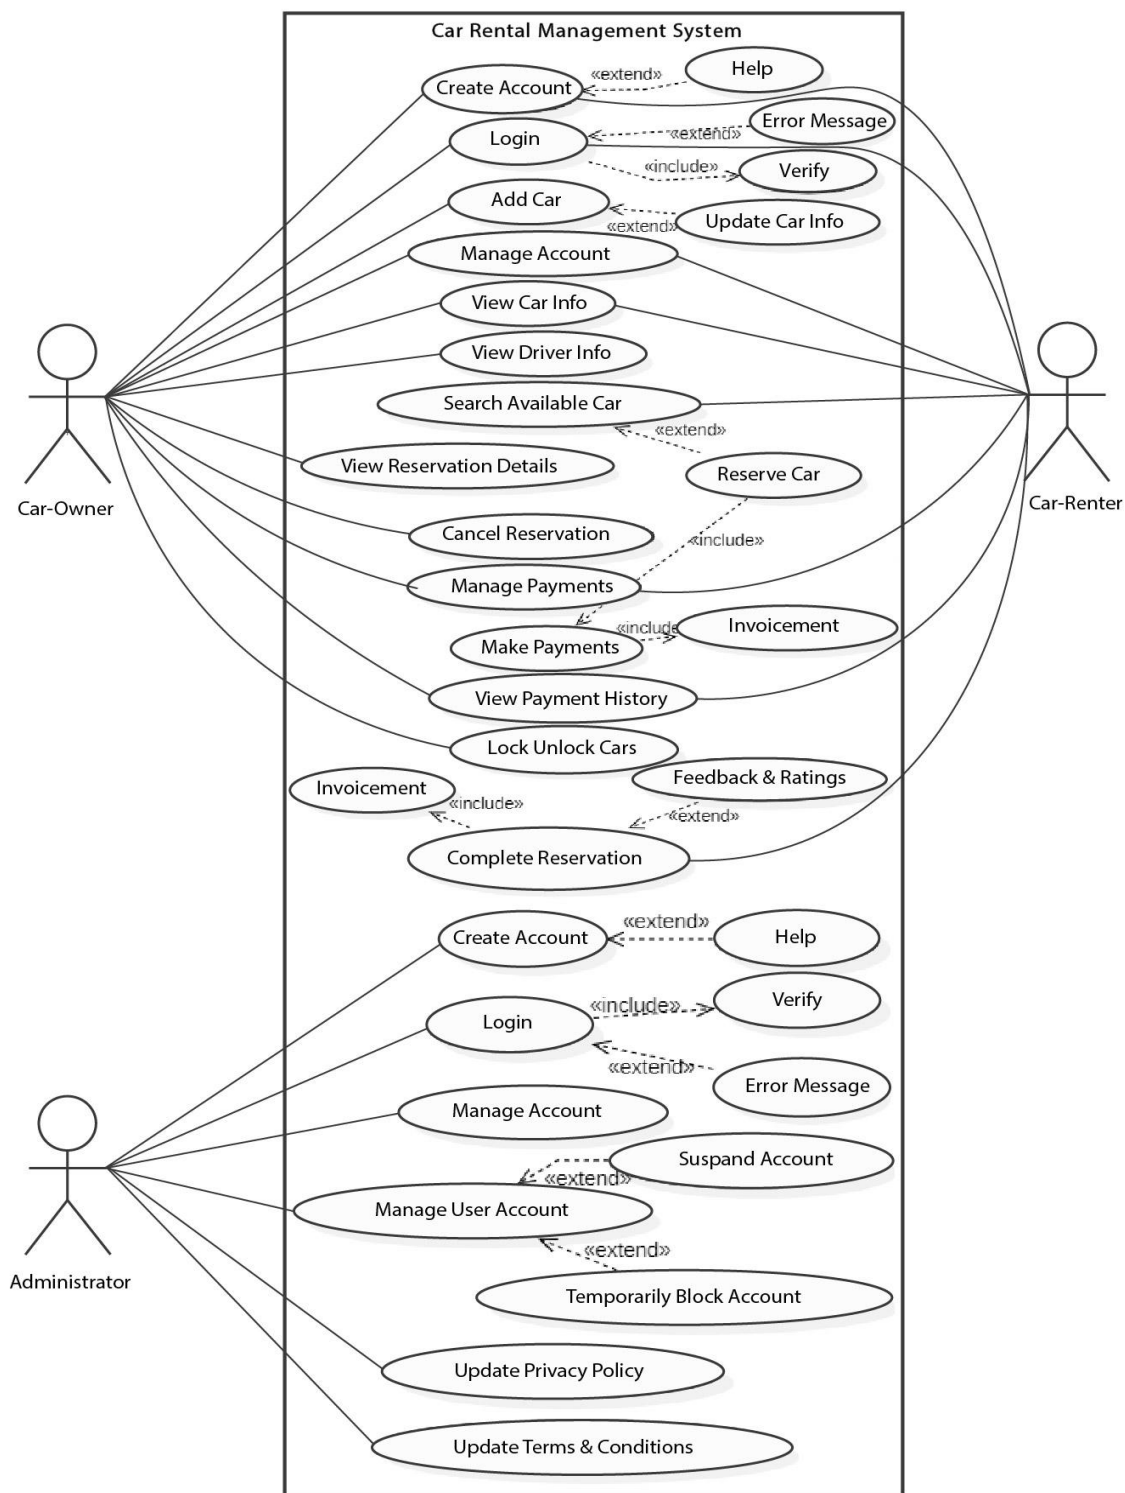 Car Rental Management System
Create Account
«extend»
Help
Login
«extend»
Error Message
«include»
Verify
Add Car
«extend»
Update Car Info
Manage Account
View Car Info
View Driver Info
Search Available Car
«extend»
View Reservation Details
Reserve Car
Car-Owner
Car-Renter
Cancel Reservation
«include»
Manage Payments
Make Payments
«include
Invoicement
View Payment History
Lock Unlock Cars
Invoicement
«include»
Feedback & Ratings
«extend»
Complete Reservation
Create Account
«extend»
Help
Login
«include»
Verify
«extend»
Error Message
Manage Account
«extend»
Suspand Account
Manage User Account
«extend»
Administrator
Temporarily Block Account
Update Privacy Policy
Update Terms & Conditions